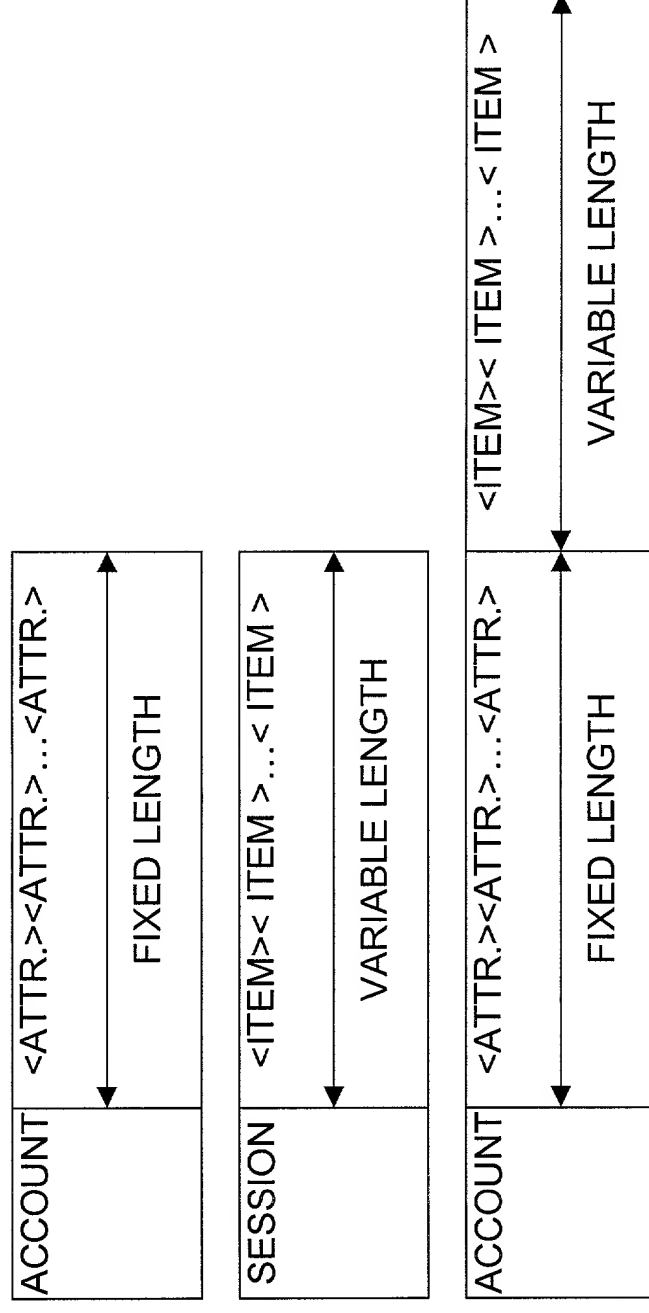 ACCOUNT <ATTR.><ATTR.>...<ATTR.>
FIXED LENGTH
SESSION <ITEM>< ITEM >...< ITEM >
VARIABLE LENGTH
ACCOUNT <ATTR.><ATTR.>...<ATTR.> <ITEM>< ITEM >...< ITEM >
FIXED LENGTH VARIABLE LENGTH